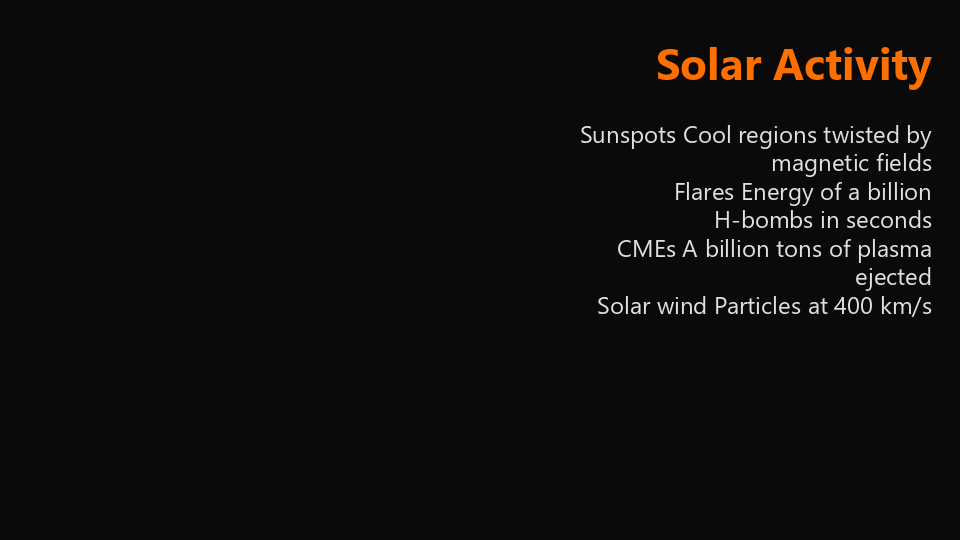 Solar Activity
Sunspots Cool regions twisted by
magnetic fields
Flares Energy of a billion
H-bombs in seconds
CMEs A billion tons of plasma
ejected
Solar wind Particles at 400 km/s